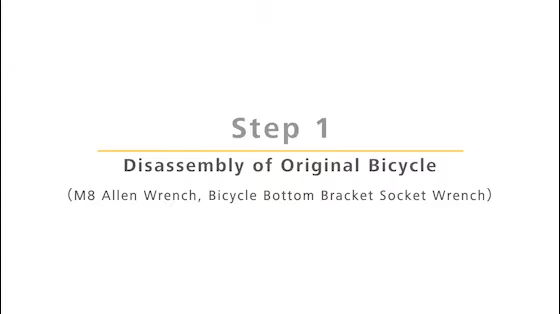 Step 1
Disassembly of Original Bicycle
(M8 Allen Wrench, Bicycle Bottom Bracket Socket Wrench)